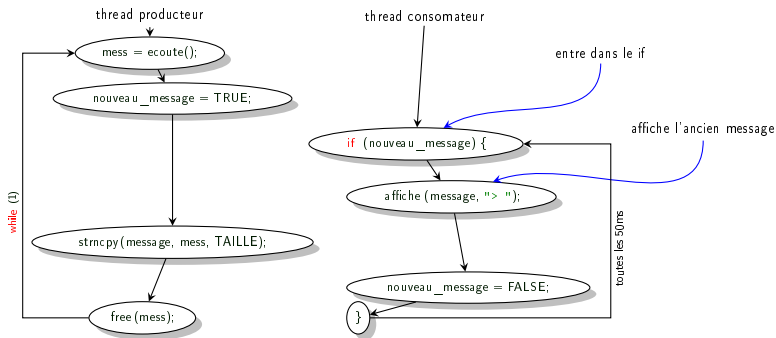 thread producteur
mess = ecoute();
nouveau_message = TRUE;
strncpy(message, mess, TAILLE);
free(mess);
while (1)
thread consomateur
if (nouveau_message) {
affiche(message, "> ");
nouveau_message = FALSE;
}
toutes les 50ms
entre dans le if
affiche l'ancien message